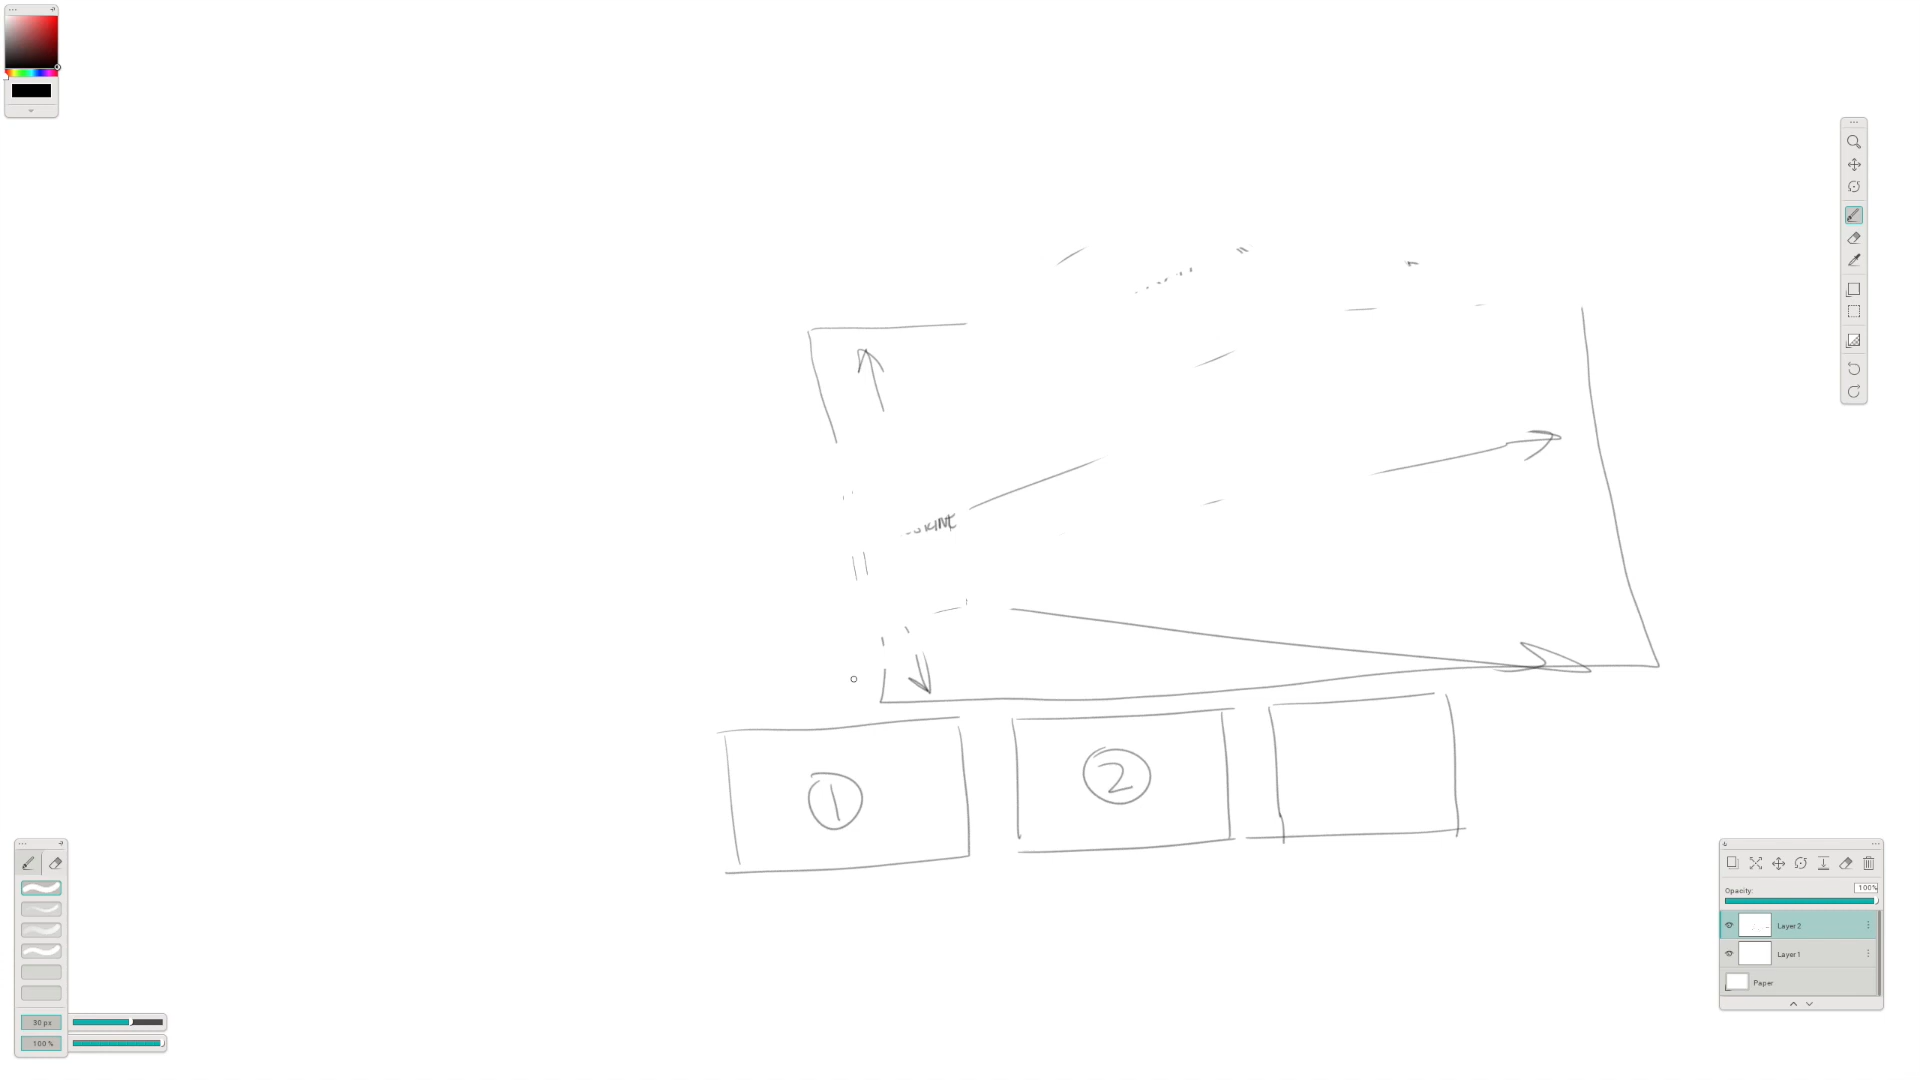 1
2
30 px
100 %
Opacity:
100%
Layer 2
Layer 1
Paper